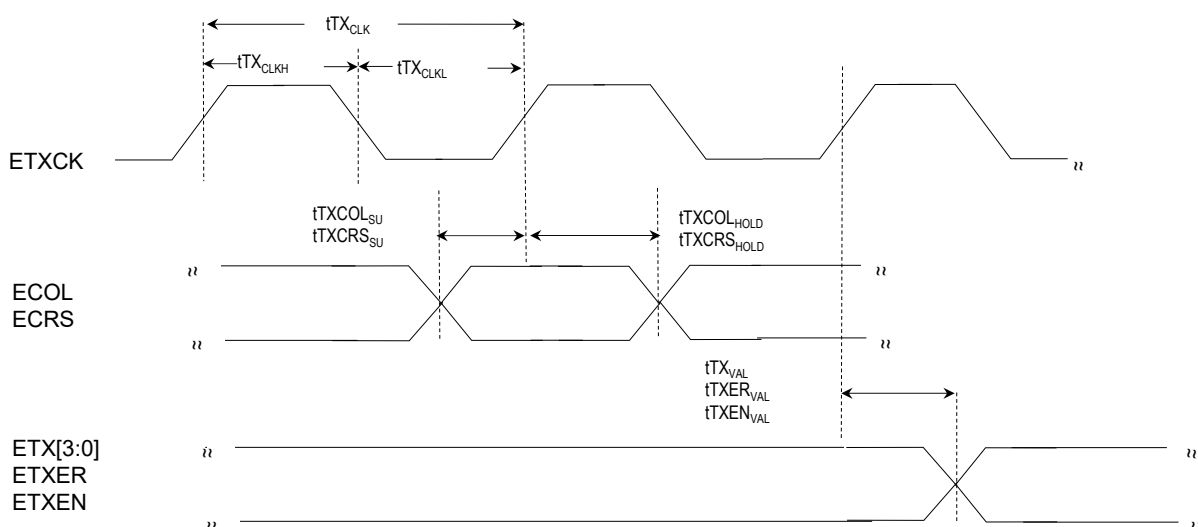 tTXCLK
tTXCLKH
tTXCLKL
ETXCK
tTXCOLSU
tTXCRSSU
tTXCOLHOLD
tTXCRSHOLD
ECOL
ECRS
tTXVAL
tTXERVAL
tTXENVAL
ETX[3:0]
ETXER
ETXEN